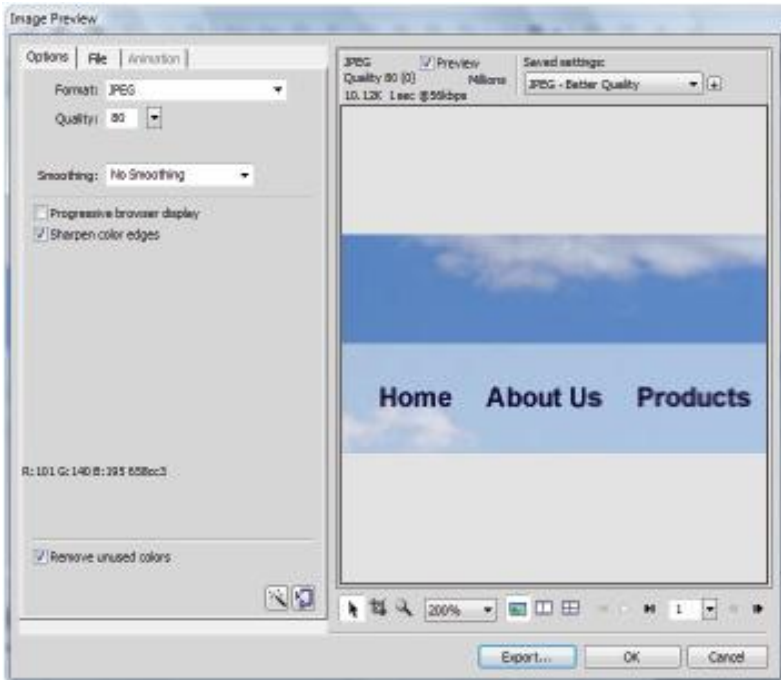 Image Preview
Options File Animation
Format: JPEG
Quality: 80
Smoothing: No Smoothing
Progressive browser display
Sharpen color edges
R: 101 G: 140 B: 195 658cc3
Remove unused colors
JPEG Preview Saved settings:
Quality 80 (0) Millions JPEG - Better Quality
10.12K 1 sec @56kbps
Home About Us Products
200% 1
Export... OK Cancel